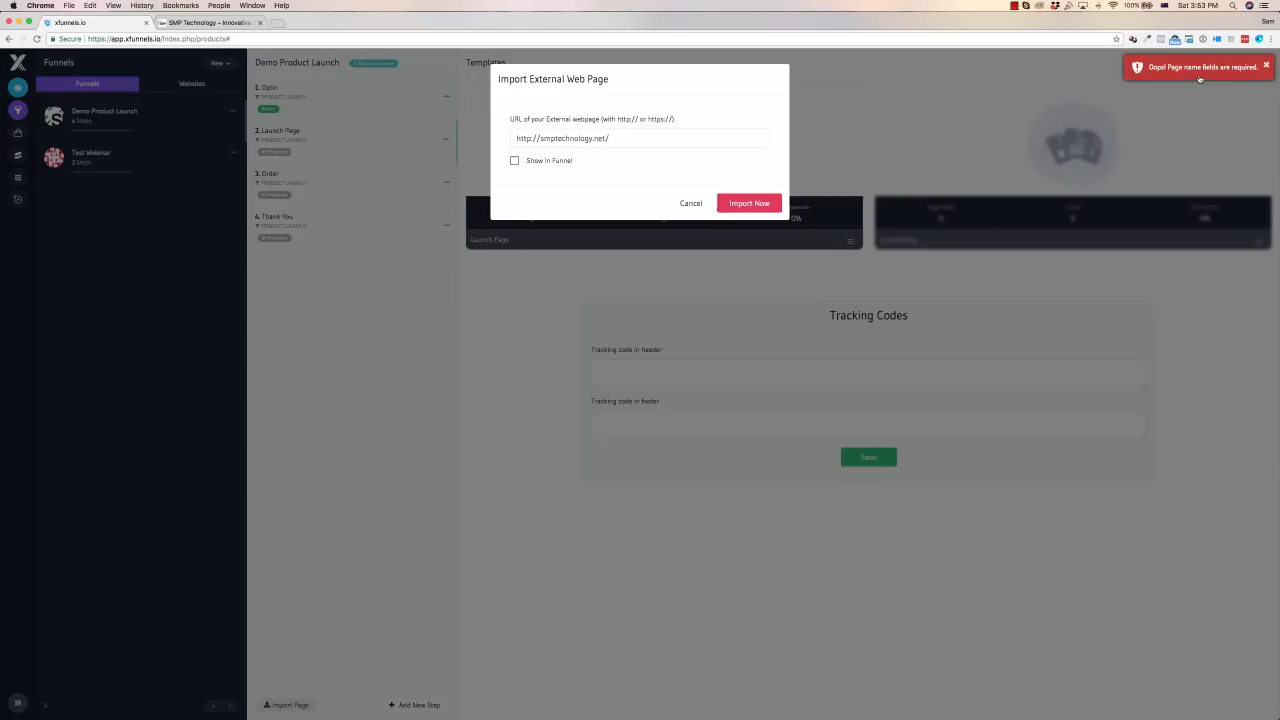 Chrome File Edit View History Bookmarks People Window Help
100% Sat 3:53 PM
xfunnels.io
SMP Technology – Innovative
Sam
Secure https://app.xfunnels.io/index.php/products#
Funnels
New
Funnels
Websites
Demo Product Launch
4 Steps
Test Webinar
2 Steps
Demo Product Launch
1. Optin
PRODUCT LAUNCH
2. Launch Page
PRODUCT LAUNCH
3. Order
PRODUCT LAUNCH
4. Thank You
PRODUCT LAUNCH
Import Page
Add New Step
Templates
Import External Web Page
URL of your External webpage (with http:// or https://)
http://smptechnology.net/
Show in Funnel
Cancel
Import Now
Oops! Page name fields are required.
0%
Launch Page
Tracking Codes
Tracking code in header
Tracking code in footer
Save